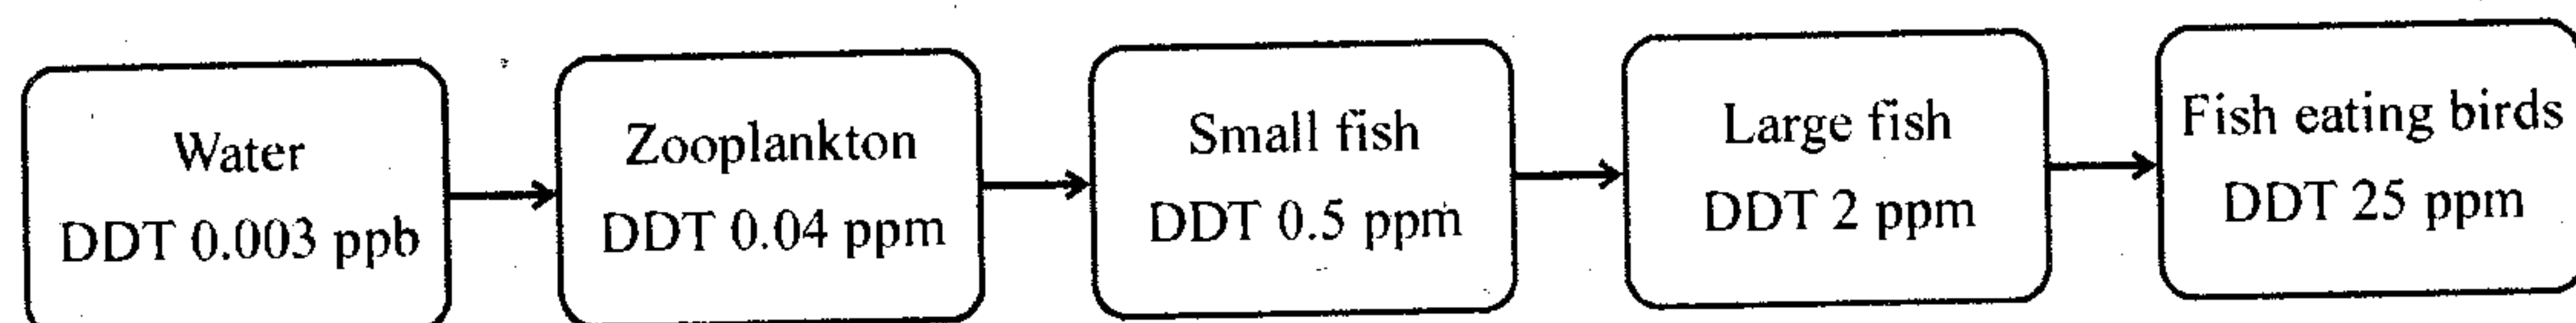 Water
DDT 0.003 ppb
Zooplankton
DDT 0.04 ppm
Small fish
DDT 0.5 ppm
Large fish
DDT 2 ppm
Fish eating birds
DDT 25 ppm